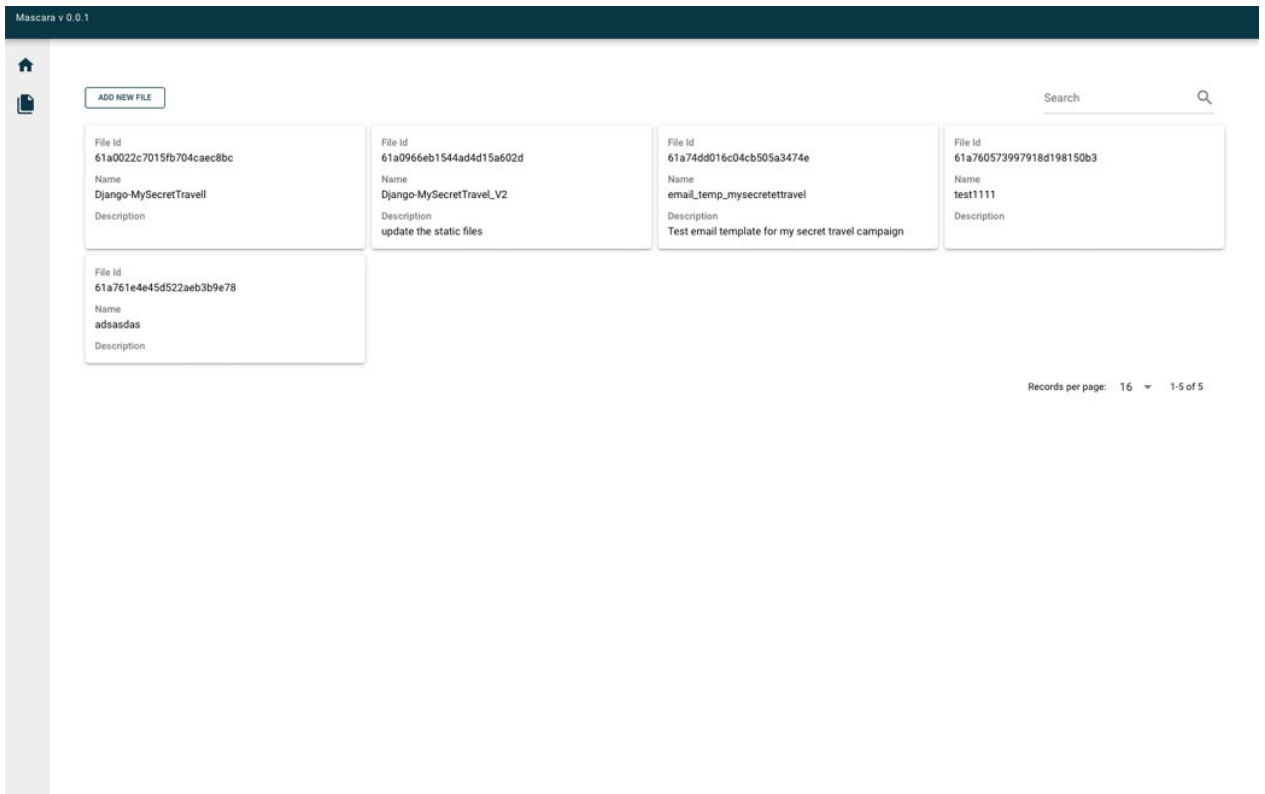 Mascara v 0.0.1
ADD NEW FILE
Search
File Id
61a0022c7015fb704caec8bc
Name
Django-MySecretTravell
Description
File Id
61a0966eb1544ad4d15a602d
Name
Django-MySecretTravel_V2
Description
update the static files
File Id
61a74dd016c04cb505a3474e
Name
email_temp_mysecretettravel
Description
Test email template for my secret travel campaign
File Id
61a760573997918d198150b3
Name
test1111
Description
File Id
61a761e4e45d522aeb3b9e78
Name
adsasdas
Description
Records per page: 16 1-5 of 5